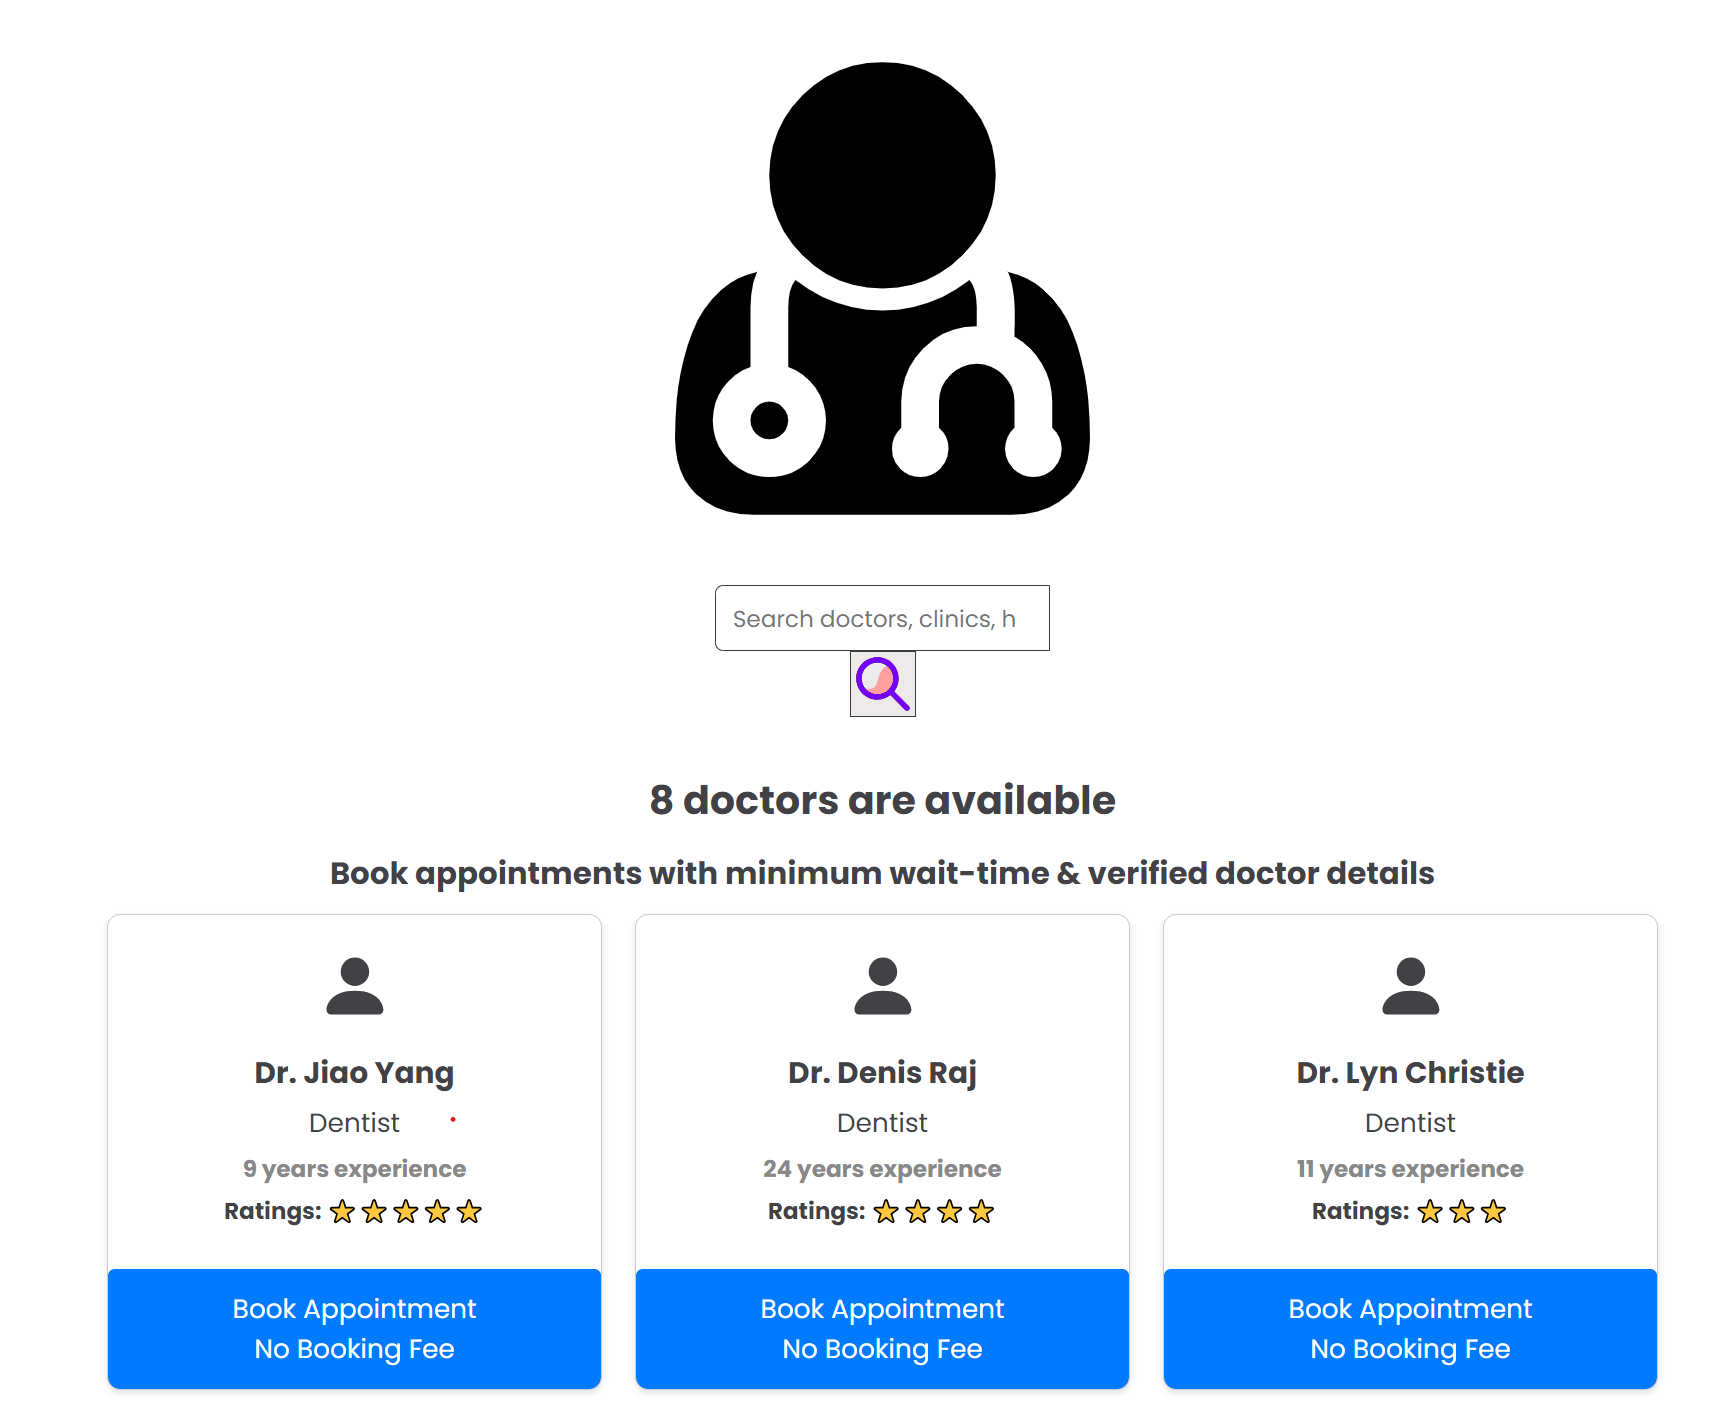 Search doctors, clinics, h
8 doctors are available
Book appointments with minimum wait-time & verified doctor details
Dr. Jiao Yang
Dentist
9 years experience
Ratings:
Book Appointment
No Booking Fee
Dr. Denis Raj
Dentist
24 years experience
Ratings:
Book Appointment
No Booking Fee
Dr. Lyn Christie
Dentist
11 years experience
Ratings:
Book Appointment
No Booking Fee